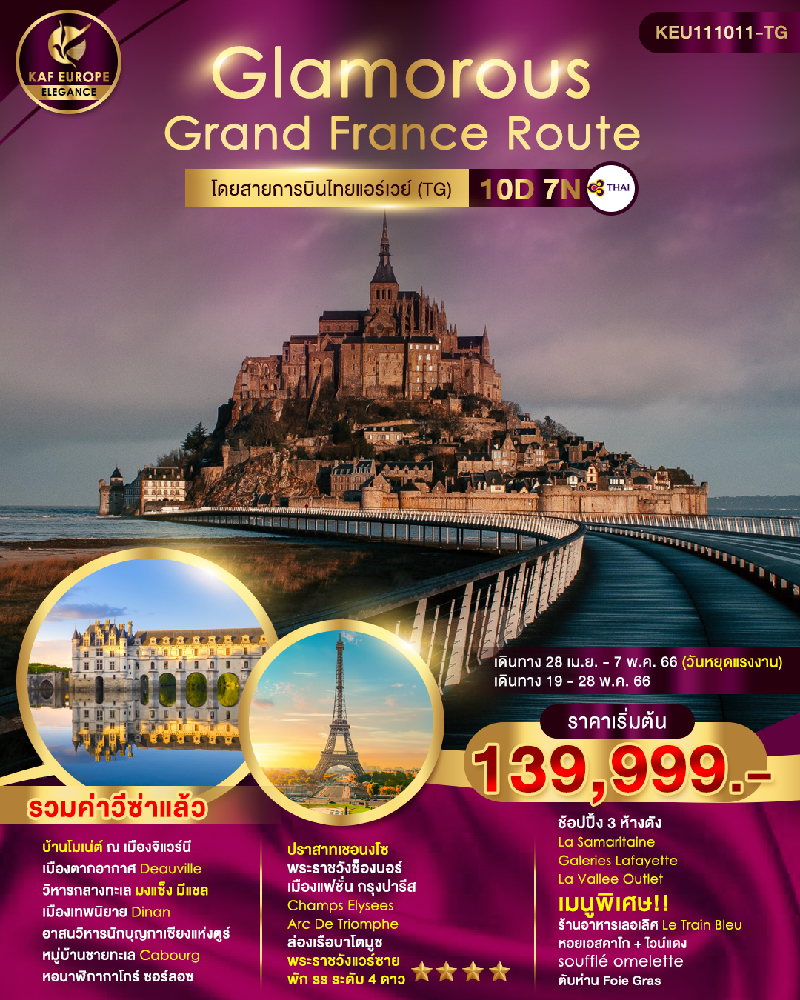 KAF EUROPE
ELEGANCE
KEU111011-TG
Glamorous
Grand France Route
โดยสายการบินไทยแอร์เวย์ (TG)
10D 7N
THAI
เดินทาง 28 เม.ย. - 7 พ.ค. 66 (วันหยุดแรงงาน)
เดินทาง 19 - 28 พ.ค. 66
ราคาเริ่มต้น
139,999.-
รวมค่าวีซ่าแล้ว
บ้านโมเน่ต์ ณ เมืองจิแวร์นี
เมืองตากอากาศ Deauville
วิหารกลางทะเล มงแซ็ง มีแชล
เมืองเทพนิยาย Dinan
อาสนวิหารนักบุญกาเซียงแห่งตูร์
หมู่บ้านชายทะเล Cabourg
หอนาฬิกากาโกร์ ซอร์ลอซ
ปราสาทเชอนงโซ
พระราชวังช็องบอร์
เมืองแฟชั่น กรุงปารีส
Champs Elysees
Arc De Triomphe
ล่องเรือบาโตมูช
พระราชวังแวร์ซาย
พัก รร ระดับ 4 ดาว
ช้อปปิ้ง 3 ห้างดัง
La Samaritaine
Galeries Lafayette
La Vallee Outlet
เมนูพิเศษ!!
ร้านอาหารเลอเลิศ Le Train Bleu
หอยเอสคาโก + ไวน์แดง
soufflé omelette
ตับห่าน Foie Gras